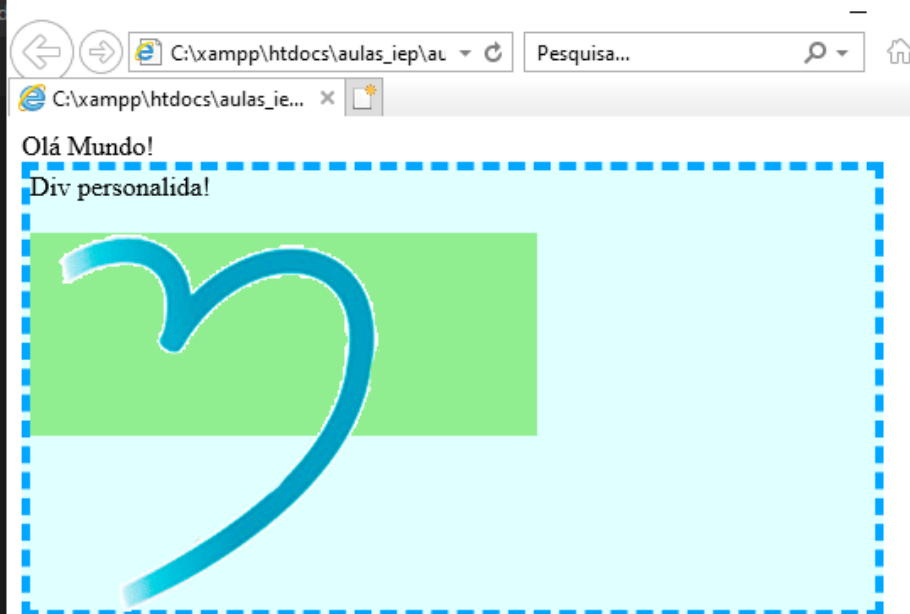 C:\xampp\htdocs\aulas_iep\au
Pesquisa...
C:\xampp\htdocs\aulas_ie...
Olá Mundo!
Div personalida!